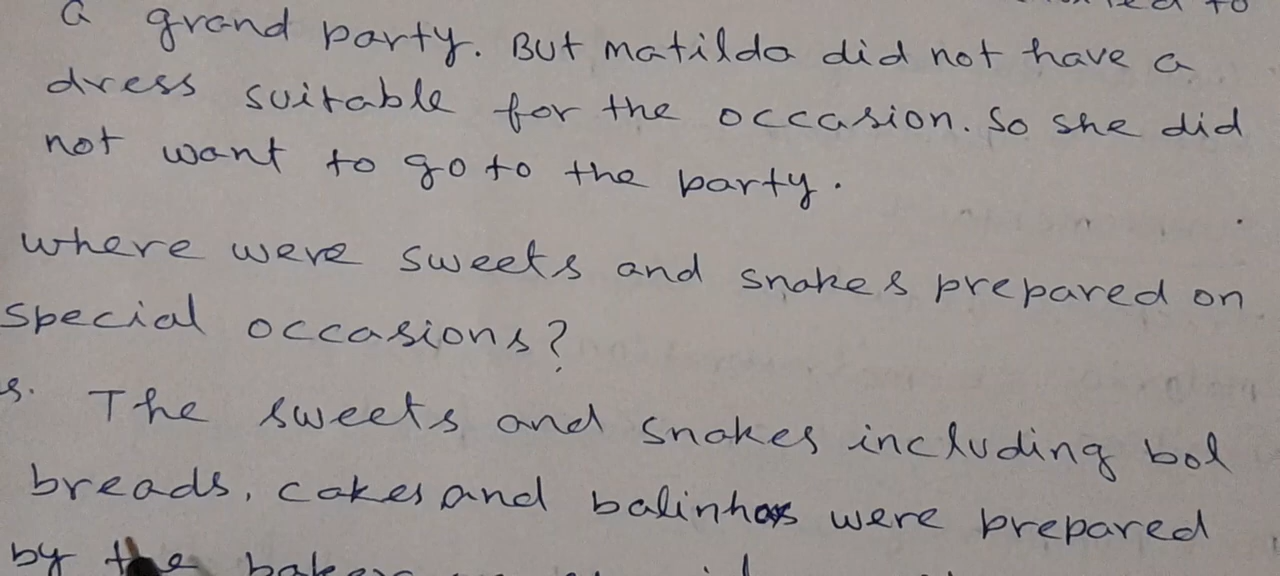 a grand party. But Matilda did not have a
dress suitable for the occasion. So she did
not want to go to the party.
where were sweets and snakes prepared on
special occasions?
s. The sweets and snakes including bol
breads, cakes and balinhas were prepared
by the